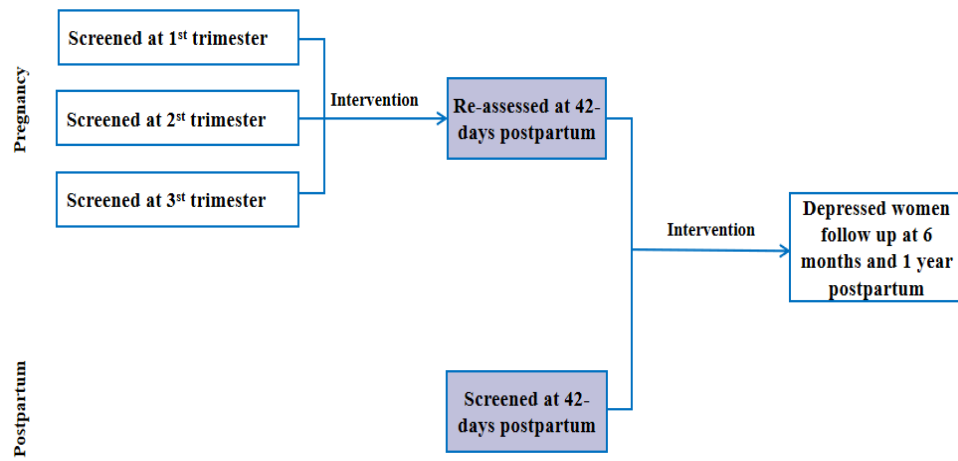 Pregnancy
Screened at 1st trimester
Screened at 2st trimester
Screened at 3st trimester
Intervention
Re-assessed at 42-
days postpartum
Intervention
Depressed women
follow up at 6
months and 1 year
postpartum
Postpartum
Screened at 42-
days postpartum